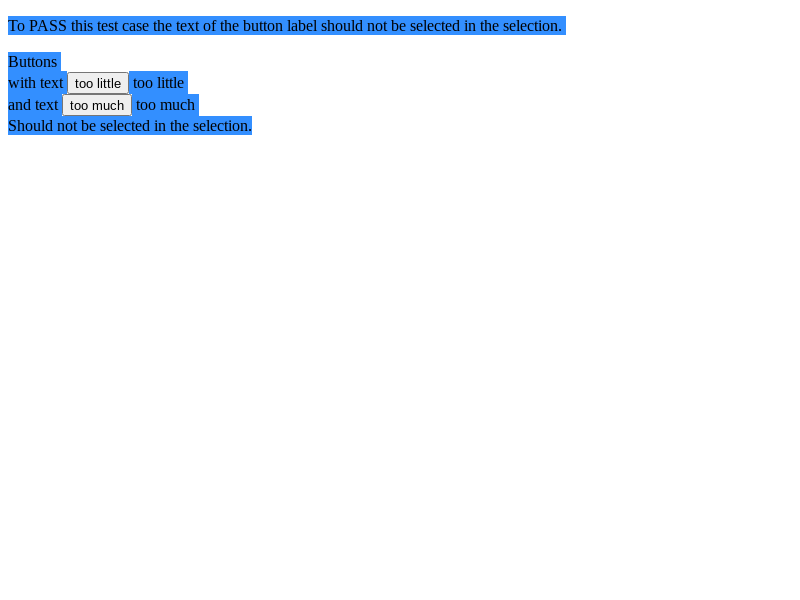 To PASS this test case the text of the button label should not be selected in the selection.
Buttons
with text too little too little
and text too much too much
Should not be selected in the selection.